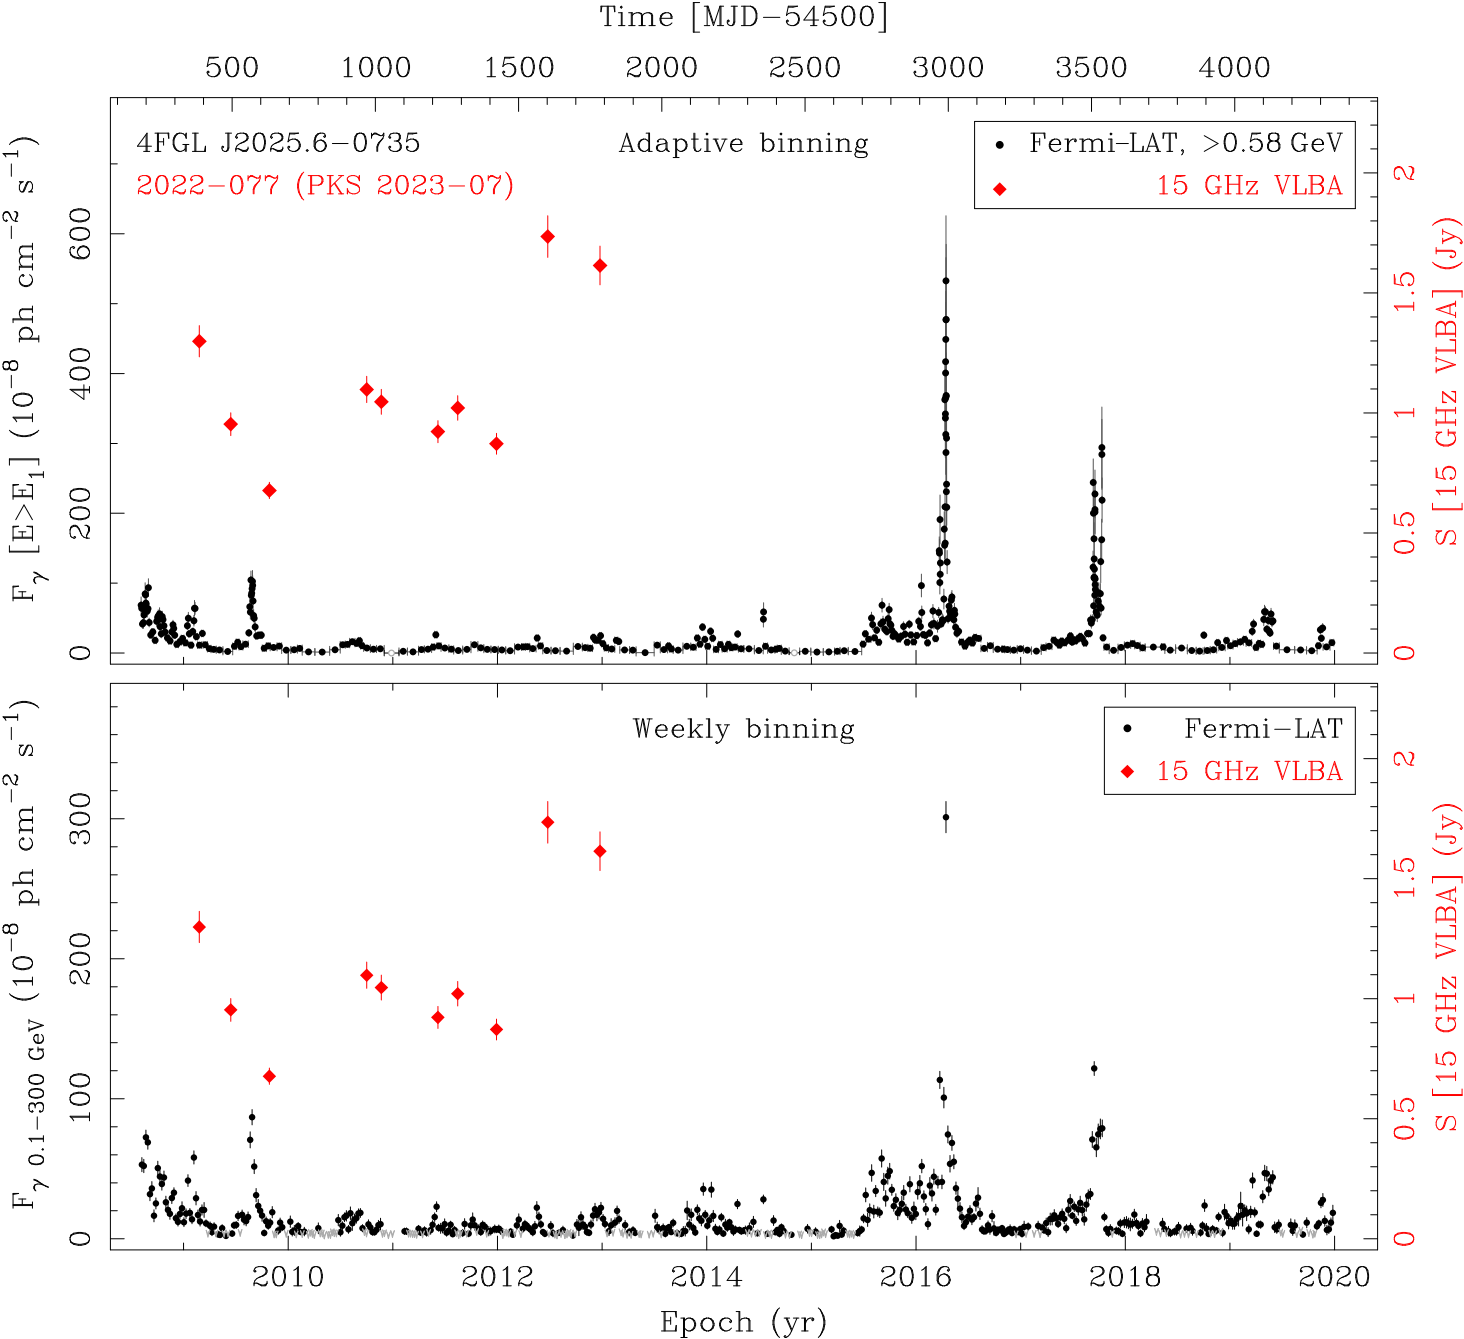 Time [MJD−54500]
500 1000 1500 2000 2500 3000 3500 4000
4FGL J2025.6−0735
2022−077 (PKS 2023−07)
Adaptive binning
Fermi−LAT, >0.58 GeV
15 GHz VLBA
F_γ [E>E_1] (10^−8 ph cm^−2 s^−1)
600
400
200
0
2
1.5
1
0.5
0
S [15 GHz VLBA] (Jy)
Weekly binning
Fermi−LAT
15 GHz VLBA
F_γ 0.1−300 GeV (10^−8 ph cm^−2 s^−1)
300
200
100
0
2
1.5
1
0.5
0
S [15 GHz VLBA] (Jy)
2010 2012 2014 2016 2018 2020
Epoch (yr)